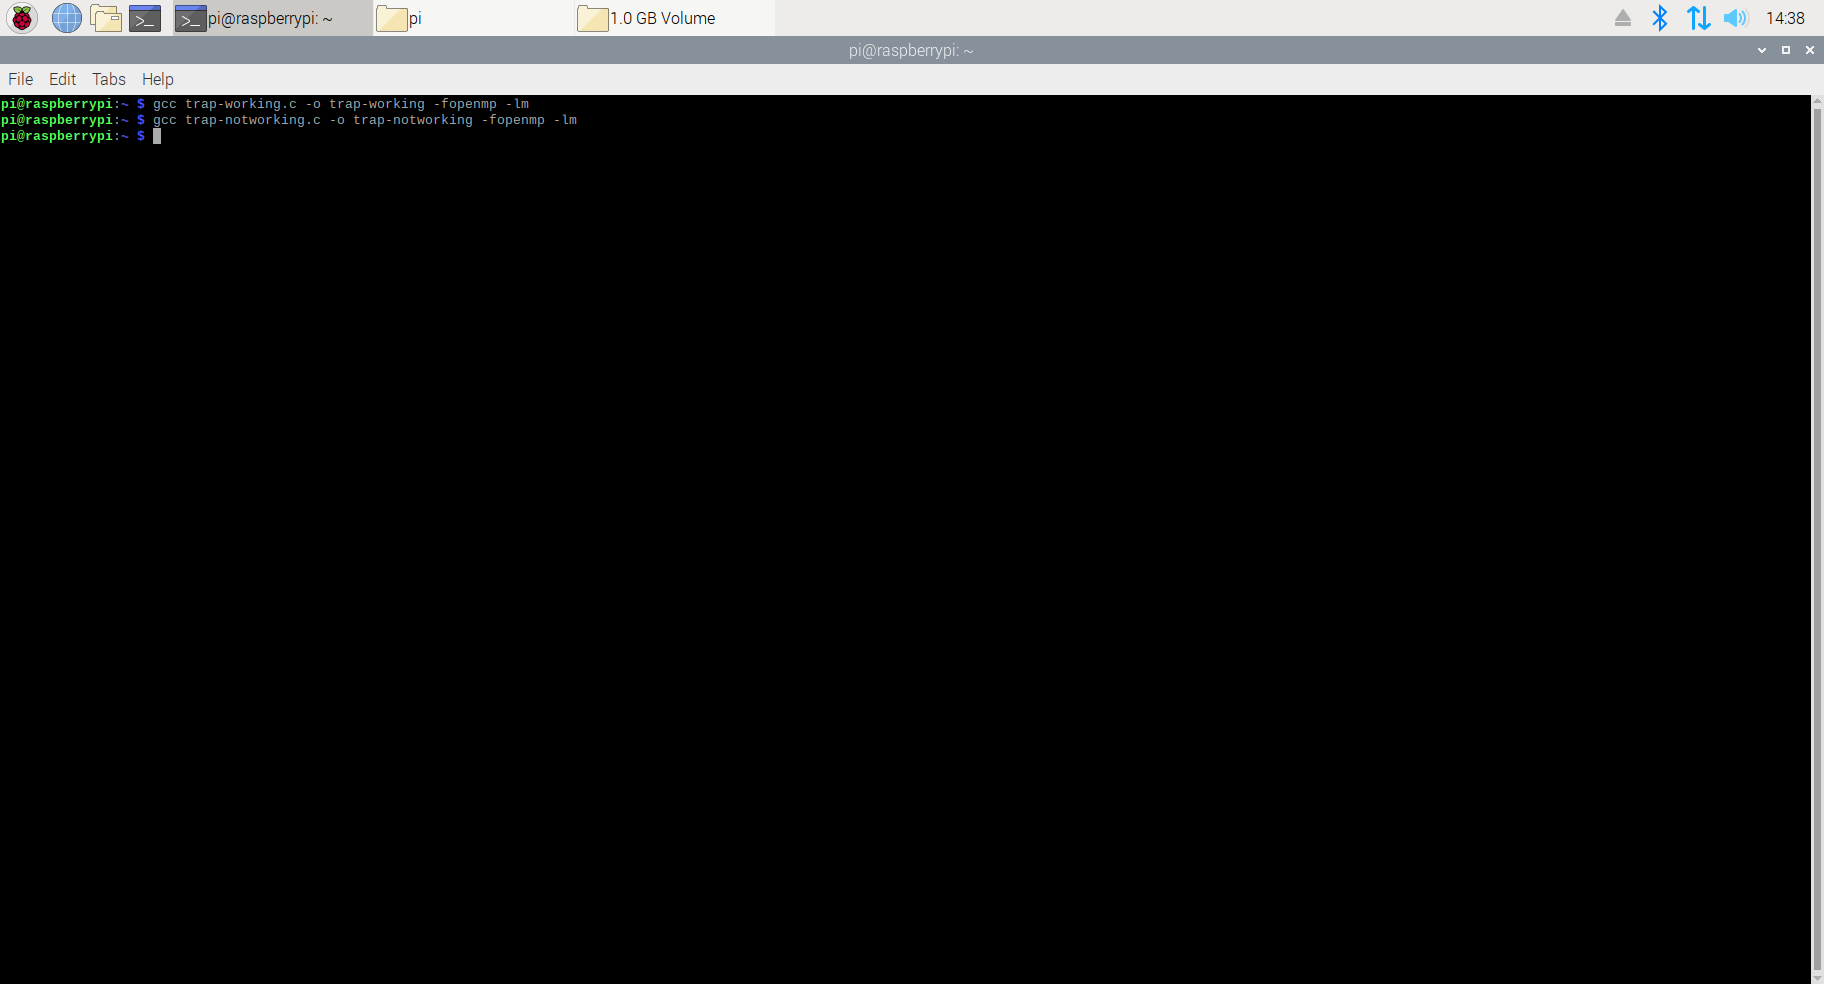 pi@raspberrypi: ~ pi 1.0 GB Volume 14:38
pi@raspberrypi: ~
File Edit Tabs Help
pi@raspberrypi:~ $ gcc trap-working.c -o trap-working -fopenmp -lm
pi@raspberrypi:~ $ gcc trap-notworking.c -o trap-notworking -fopenmp -lm
pi@raspberrypi:~ $